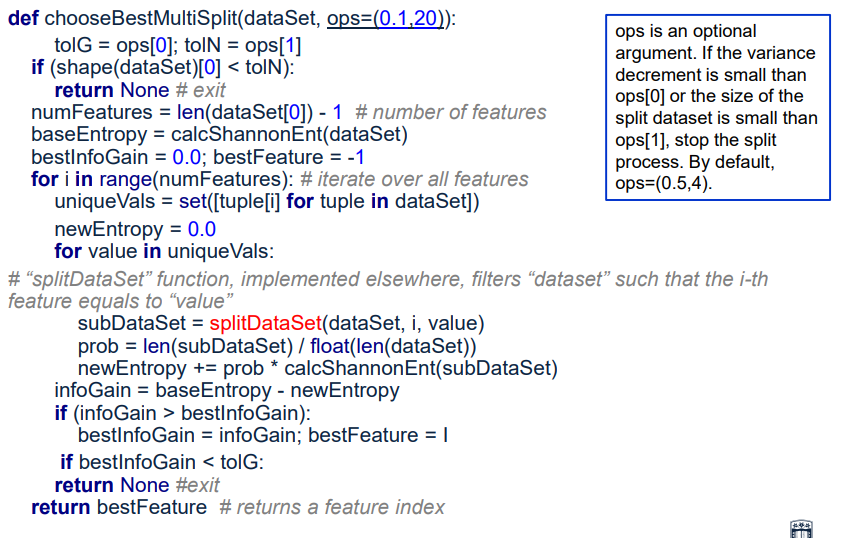 def chooseBestMultiSplit(dataSet, ops=(0.1,20)):
tolG = ops[0]; tolN = ops[1]
if (shape(dataSet)[0] < tolN):
return None # exit
numFeatures = len(dataSet[0]) - 1 # number of features
baseEntropy = calcShannonEnt(dataSet)
bestInfoGain = 0.0; bestFeature = -1
for i in range(numFeatures): # iterate over all features
uniqueVals = set([tuple[i] for tuple in dataSet])
newEntropy = 0.0
for value in uniqueVals:
# “splitDataSet” function, implemented elsewhere, filters “dataset” such that the i-th
feature equals to “value”
subDataSet = splitDataSet(dataSet, i, value)
prob = len(subDataSet) / float(len(dataSet))
newEntropy += prob * calcShannonEnt(subDataSet)
infoGain = baseEntropy - newEntropy
if (infoGain > bestInfoGain):
bestInfoGain = infoGain; bestFeature = I
if bestInfoGain < tolG:
return None #exit
return bestFeature # returns a feature index
ops is an optional
argument. If the variance
decrement is small than
ops[0] or the size of the
split dataset is small than
ops[1], stop the split
process. By default,
ops=(0.5,4).